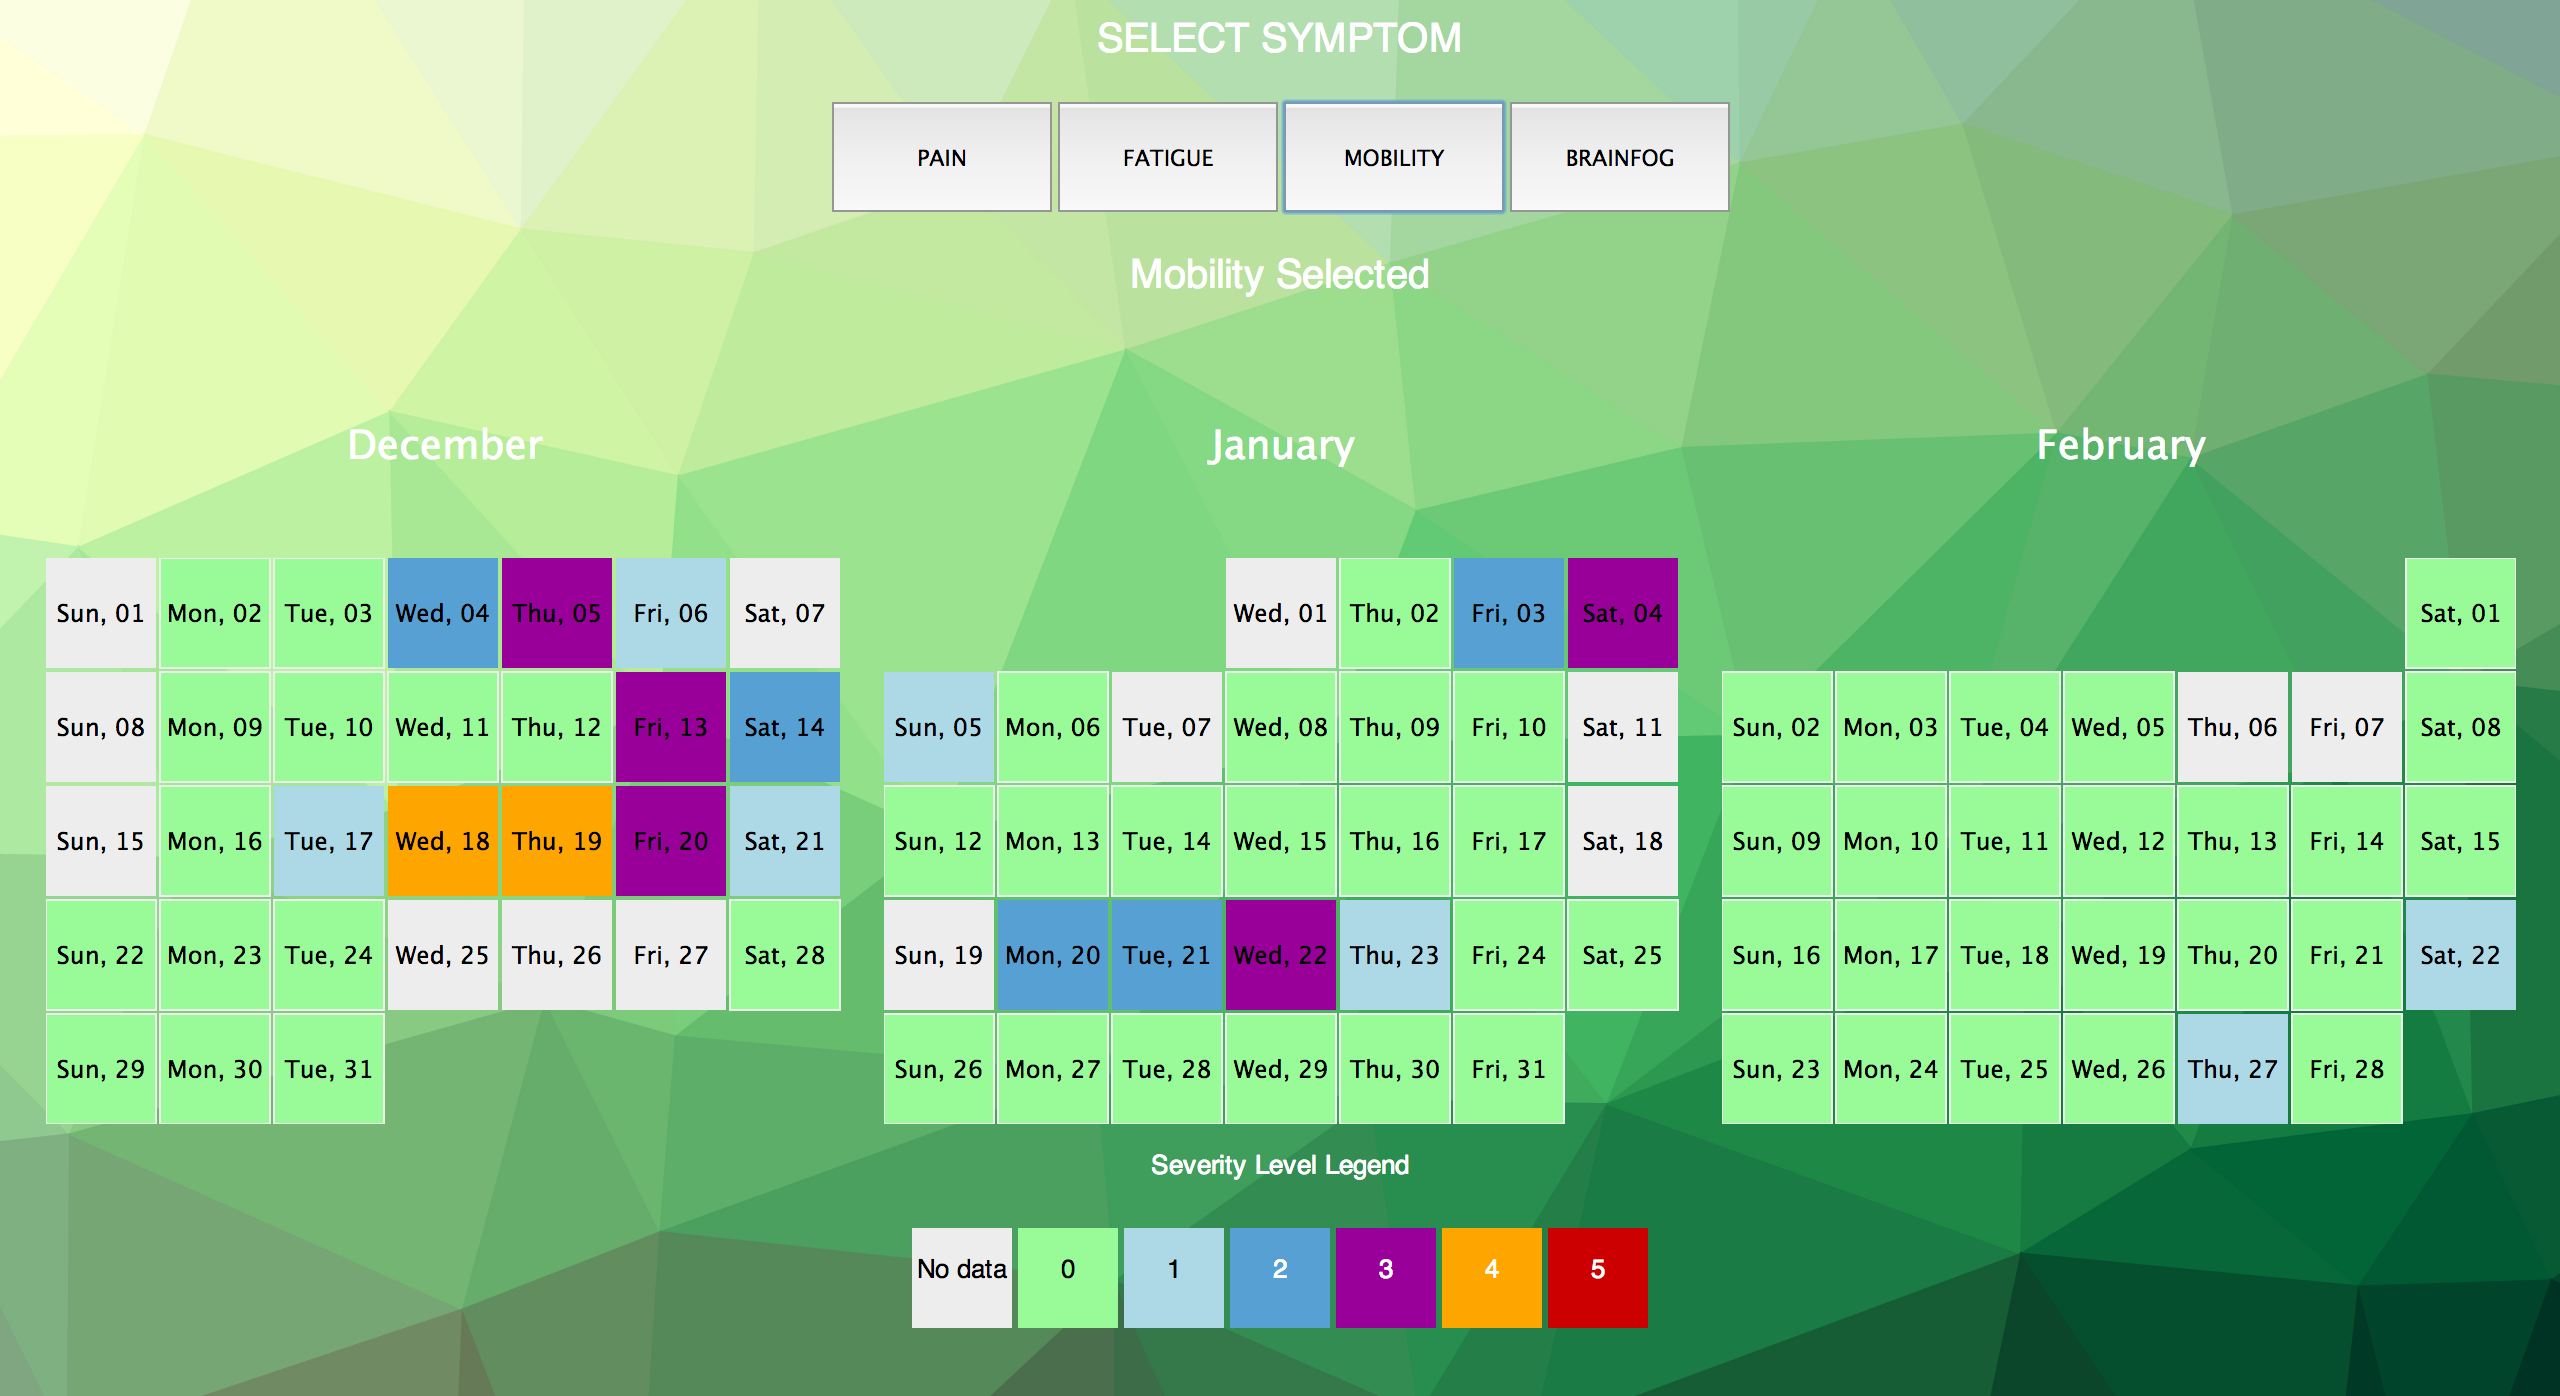 SELECT SYMPTOM
PAIN FATIGUE MOBILITY BRAINFOG
Mobility Selected
December
Sun, 01 Mon, 02 Tue, 03 Wed, 04 Thu, 05 Fri, 06 Sat, 07
Sun, 08 Mon, 09 Tue, 10 Wed, 11 Thu, 12 Fri, 13 Sat, 14
Sun, 15 Mon, 16 Tue, 17 Wed, 18 Thu, 19 Fri, 20 Sat, 21
Sun, 22 Mon, 23 Tue, 24 Wed, 25 Thu, 26 Fri, 27 Sat, 28
Sun, 29 Mon, 30 Tue, 31
January
Wed, 01 Thu, 02 Fri, 03 Sat, 04
Sun, 05 Mon, 06 Tue, 07 Wed, 08 Thu, 09 Fri, 10 Sat, 11
Sun, 12 Mon, 13 Tue, 14 Wed, 15 Thu, 16 Fri, 17 Sat, 18
Sun, 19 Mon, 20 Tue, 21 Wed, 22 Thu, 23 Fri, 24 Sat, 25
Sun, 26 Mon, 27 Tue, 28 Wed, 29 Thu, 30 Fri, 31
February
Sat, 01
Sun, 02 Mon, 03 Tue, 04 Wed, 05 Thu, 06 Fri, 07 Sat, 08
Sun, 09 Mon, 10 Tue, 11 Wed, 12 Thu, 13 Fri, 14 Sat, 15
Sun, 16 Mon, 17 Tue, 18 Wed, 19 Thu, 20 Fri, 21 Sat, 22
Sun, 23 Mon, 24 Tue, 25 Wed, 26 Thu, 27 Fri, 28
Severity Level Legend
No data 0 1 2 3 4 5